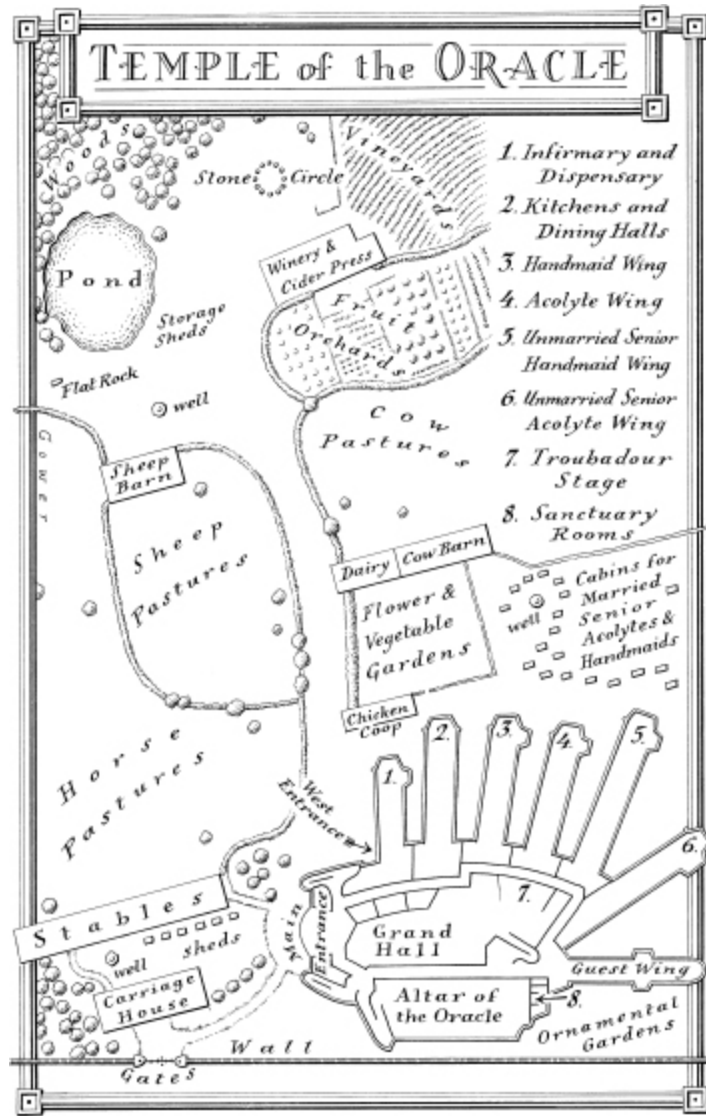 TEMPLE of the ORACLE
Woods
Stone Circle
Vineyards
1. Infirmary and
Dispensary
2. Kitchens and
Dining Halls
3. Handmaid Wing
4. Acolyte Wing
5. Unmarried Senior
Handmaid Wing
6. Unmarried Senior
Acolyte Wing
7. Troubadour
Stage
8. Sanctuary
Rooms
Pond
Winery &
Cider Press
Storage
Sheds
Fruit
Orchards
Flat Rock
well
Cow
Pastures
Gower
Sheep
Barn
Sheep
Pastures
Dairy
Cow Barn
Flower &
Vegetable
Gardens
Cabins for
Married
Senior
Acolytes &
Handmaids
well
Chicken
Coop
Horse
Pastures
West
Entrance
1.
2.
3.
4.
5.
6.
7.
Stables
sheds
well
Carriage
House
Main
Entrance
Grand
Hall
Guest Wing
Altar of
the Oracle
8.
Ornamental
Gardens
Wall
Gates